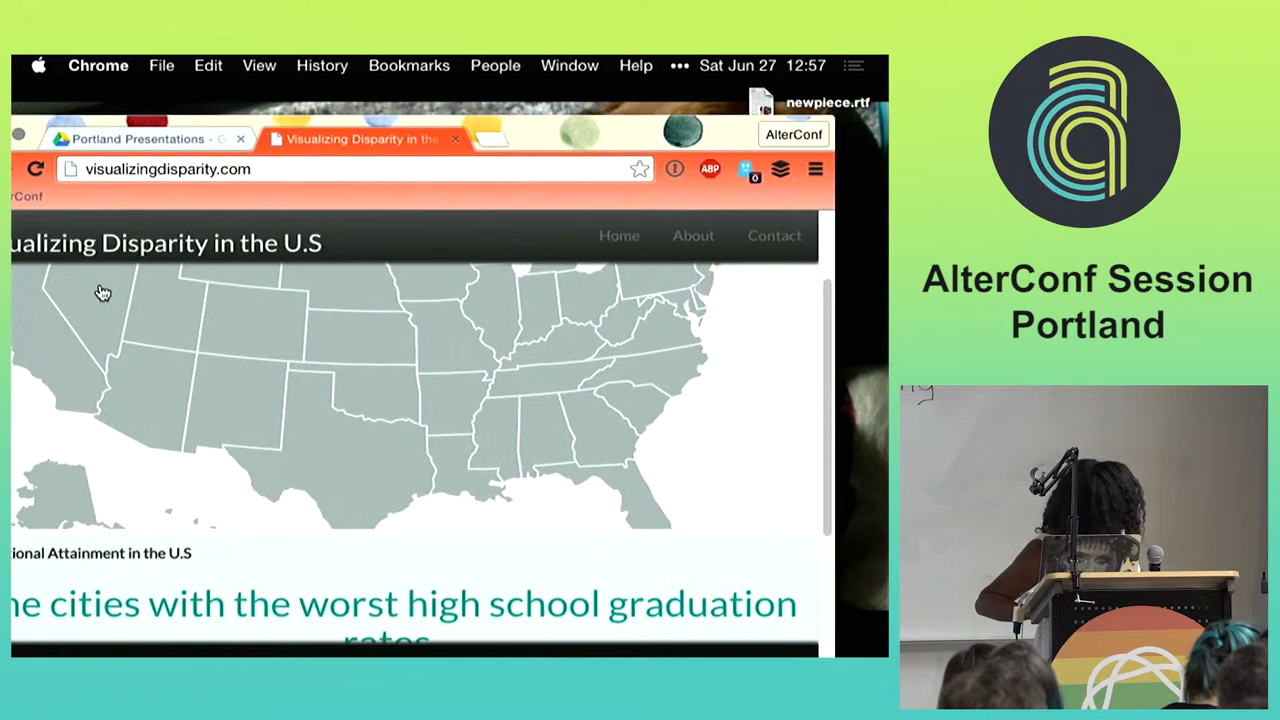 Chrome File Edit View History Bookmarks People Window Help ••• Sat Jun 27 12:57
newpiece.rtf
Portland Presentations - G
Visualizing Disparity in the
AlterConf
visualizingdisparity.com
ABP
0
rConf
ualizing Disparity in the U.S
Home About Contact
ional Attainment in the U.S
he cities with the worst high school graduation
rates
AlterConf Session
Portland